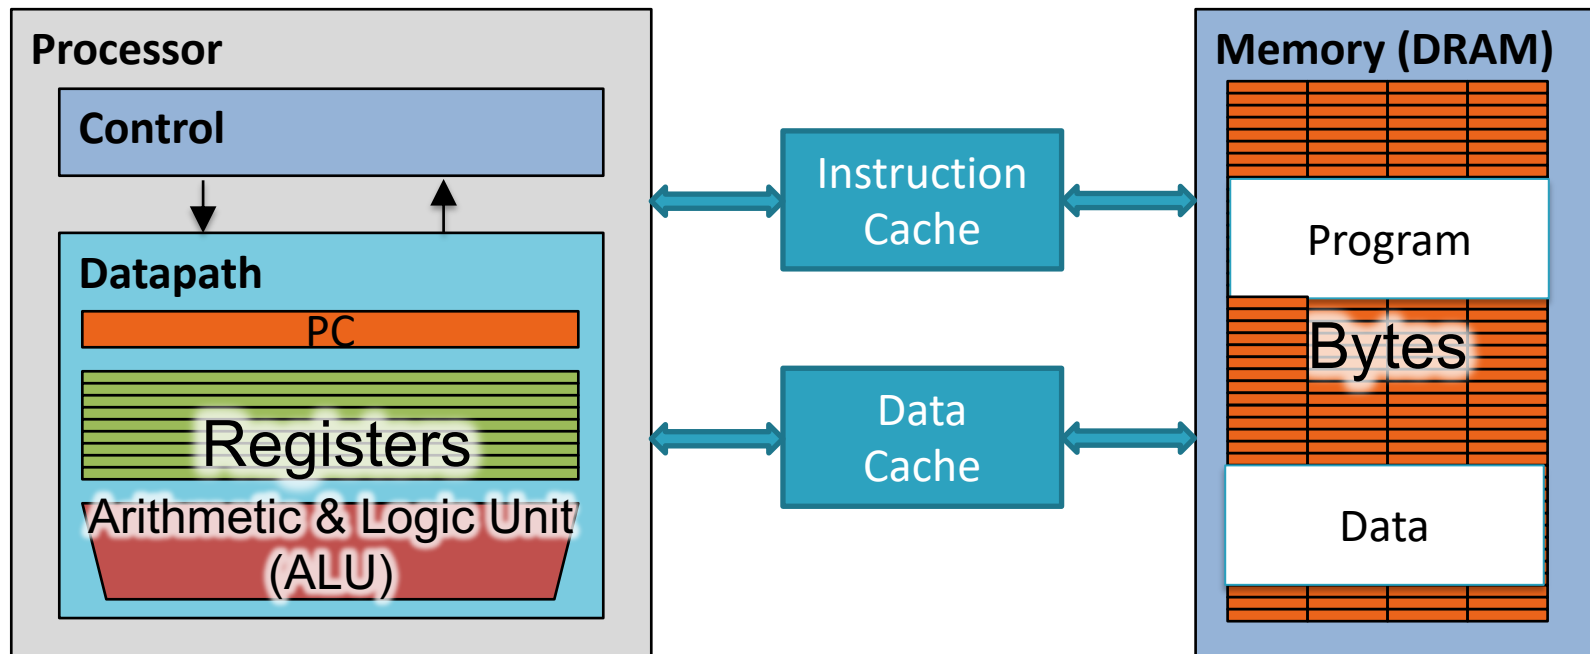 Processor
Control
Datapath
PC
Registers
Arithmetic & Logic Unit
(ALU)
Instruction
Cache
Data
Cache
Memory (DRAM)
Program
Bytes
Data